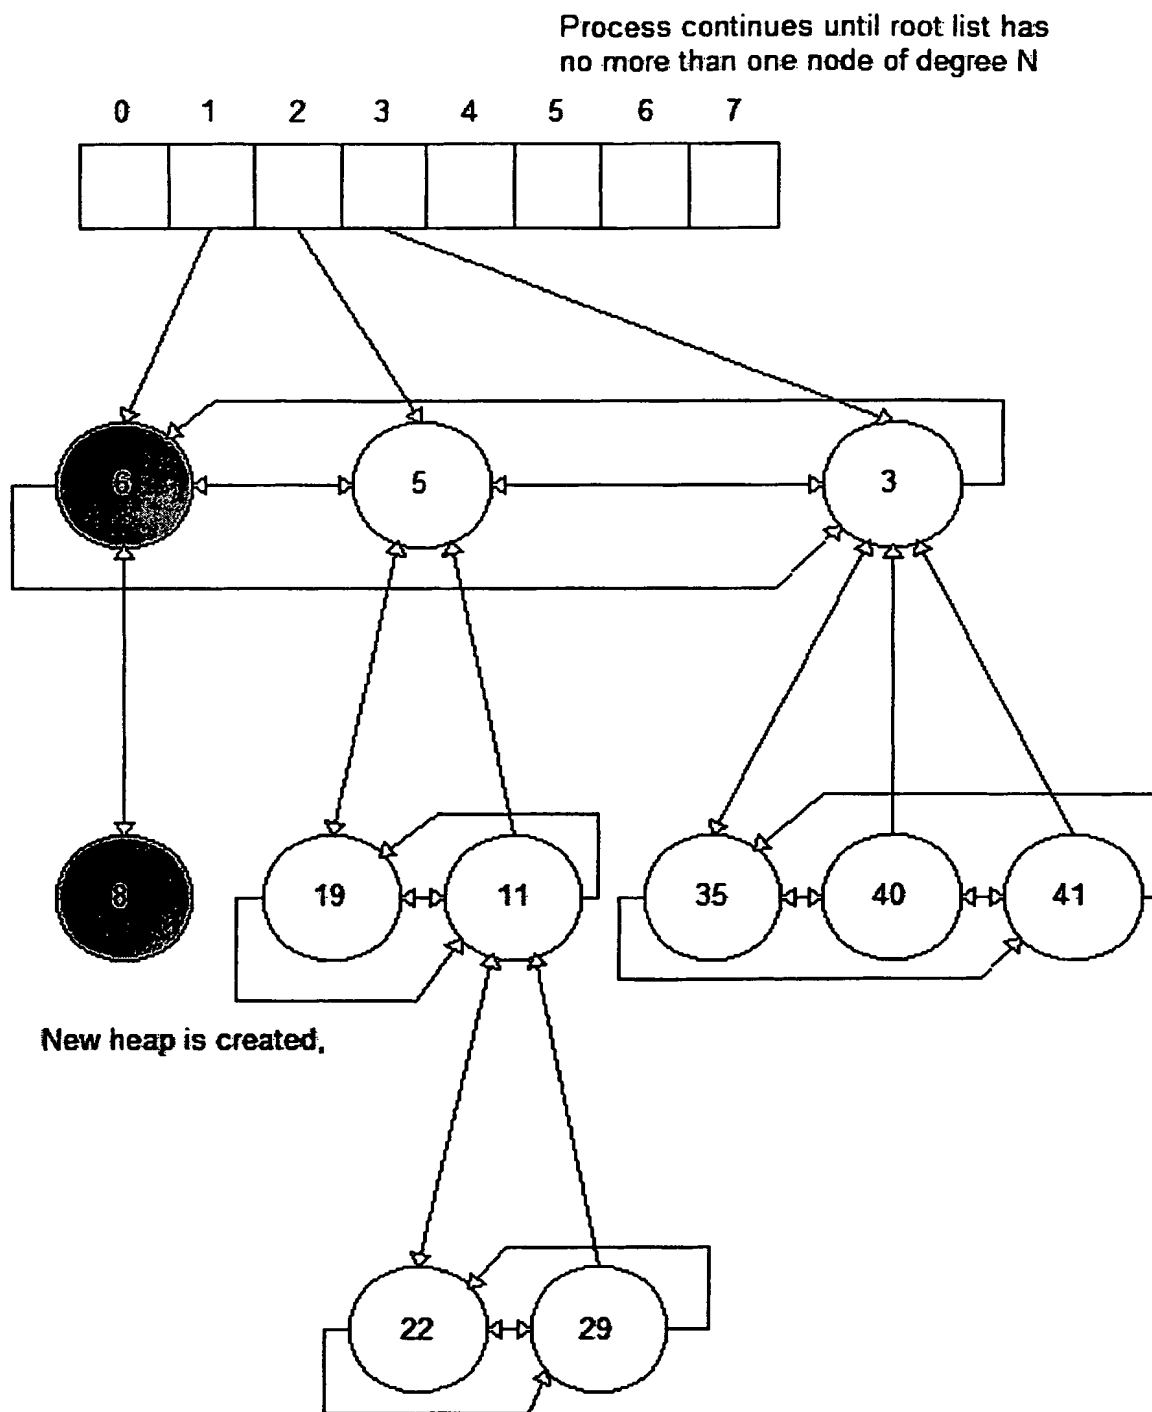 Process continues until root list has
no more than one node of degree N
0 1 2 3 4 5 6 7
6 5 3
8 19 11 35 40 41
New heap is created.
22 29